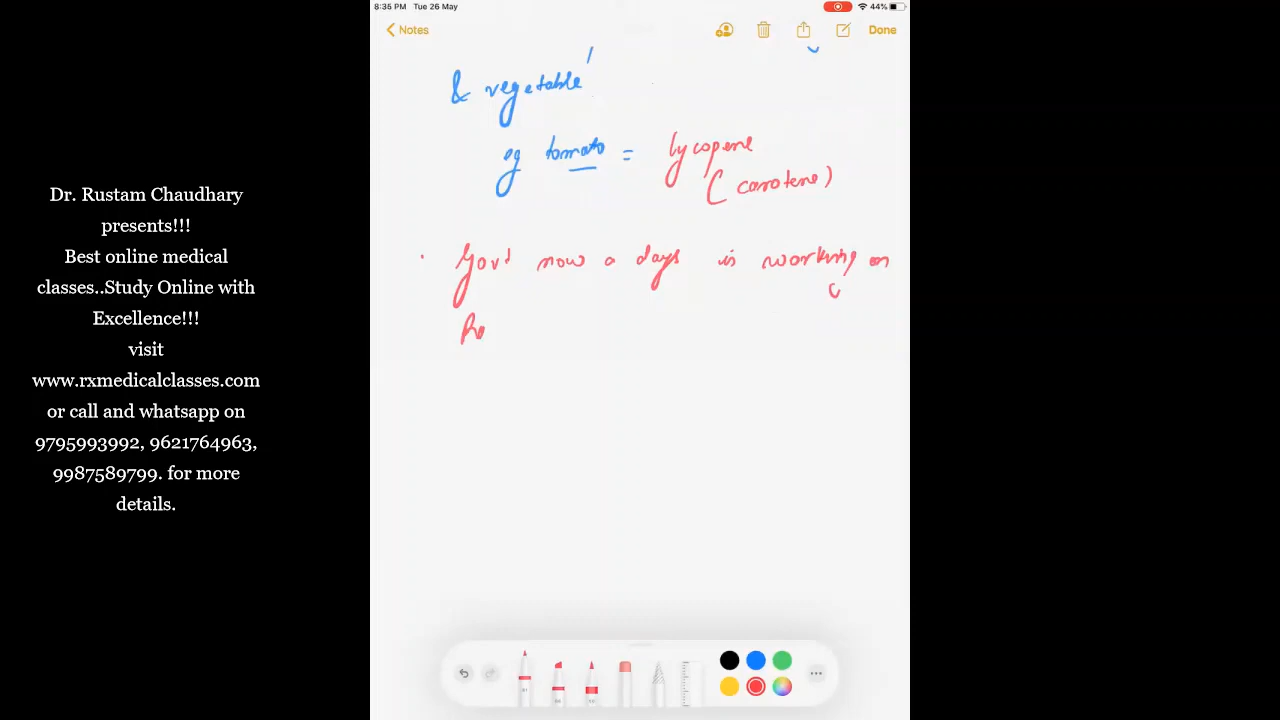 8:35 PM Tue 26 May
44%
Notes
Done
& vegetable
eg tomato = lycopene
(carotene)
Dr. Rustam Chaudhary
presents!!!
Best online medical
classes..Study Online with
Excellence!!!
visit
www.rxmedicalclasses.com
or call and whatsapp on
9795993992, 9621764963,
9987589799. for more
details.
• Govt now a days is working on